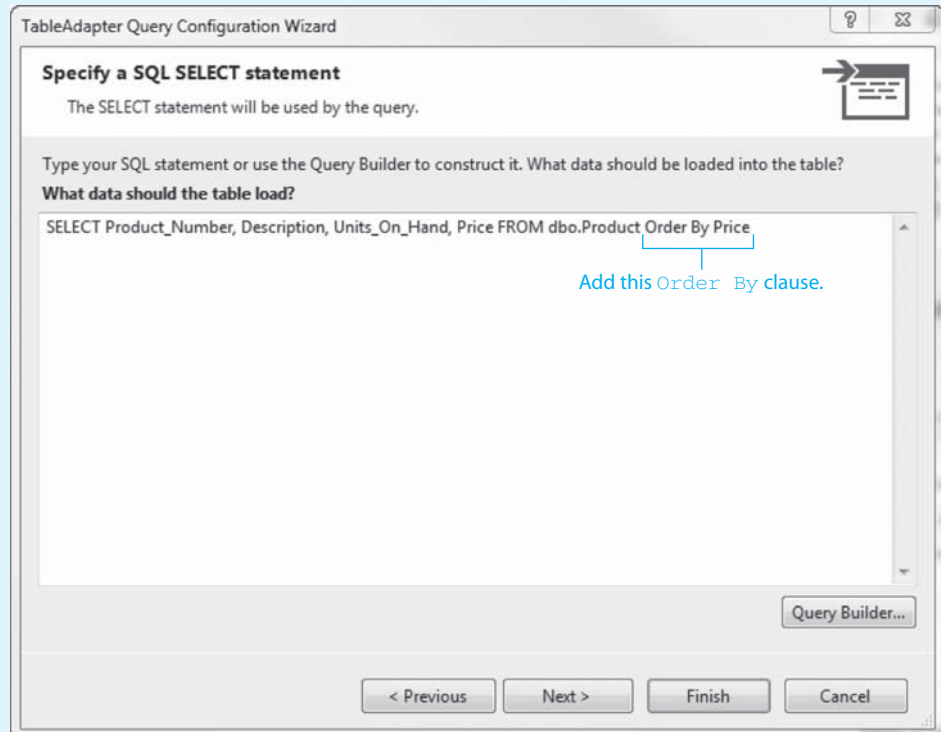 TableAdapter Query Configuration Wizard
Specify a SQL SELECT statement
The SELECT statement will be used by the query.
Type your SQL statement or use the Query Builder to construct it. What data should be loaded into the table?
What data should the table load?
SELECT Product_Number, Description, Units_On_Hand, Price FROM dbo.Product Order By Price
Add this Order By clause.
Query Builder...
< Previous
Next >
Finish
Cancel